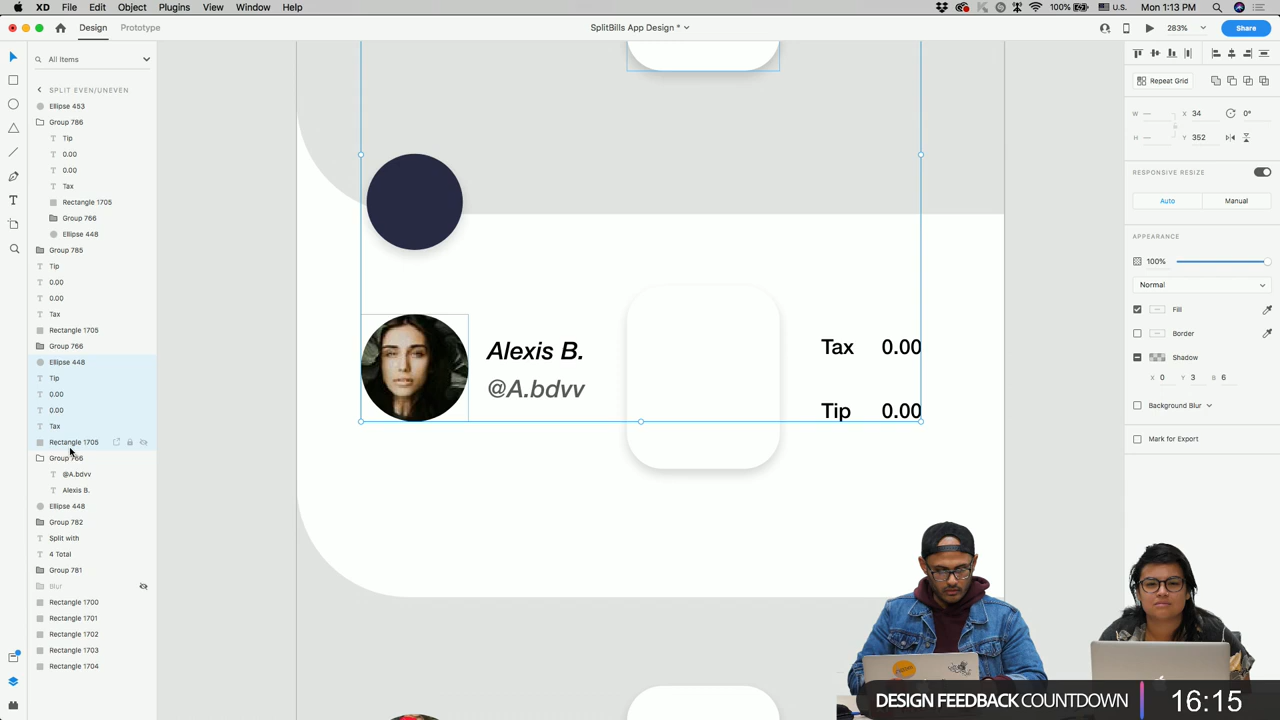 XD File Edit Object Plugins View Window Help 100% U.S. Mon 1:13 PM
Design Prototype SplitBills App Design * 283% Share
All Items
SPLIT EVEN/UNEVEN
Ellipse 453
Group 786
Tip
0.00
0.00
Tax
Rectangle 1705
Group 766
Ellipse 448
Group 785
Tip
0.00
0.00
Tax
Rectangle 1705
Group 766
Ellipse 448
Tip
0.00
0.00
Tax
Rectangle 1705
Group 766
@A.bdvv
Alexis B.
Ellipse 448
Group 782
Split with
4 Total
Group 781
Blur
Rectangle 1700
Rectangle 1701
Rectangle 1702
Rectangle 1703
Rectangle 1704
Alexis B.
@A.bdvv
Tax 0.00
Tip 0.00
Repeat Grid
W — X 34 0°
H — Y 352
RESPONSIVE RESIZE
Auto Manual
APPEARANCE
100%
Normal
Fill
Border
Shadow
X 0 Y 3 B 6
Background Blur
Mark for Export
DESIGN FEEDBACK COUNTDOWN 16:15